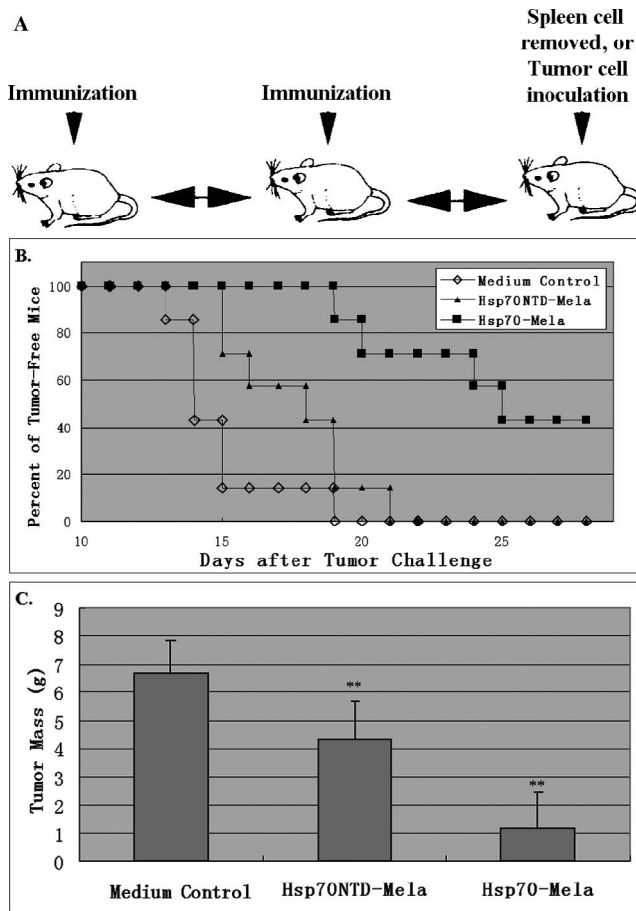 A
Immunization
Immunization
Spleen cell
removed, or
Tumor cell
inoculation
B.
Percent of Tumor-Free Mice
100
80
60
40
20
0
10
15
20
25
Days after Tumor Challenge
Medium Control
Hsp70NTD-Mela
Hsp70-Mela
C.
Tumor Mass (g)
9
8
7
6
5
4
3
2
1
0
**
**
Medium Control
Hsp70NTD-Mela
Hsp70-Mela